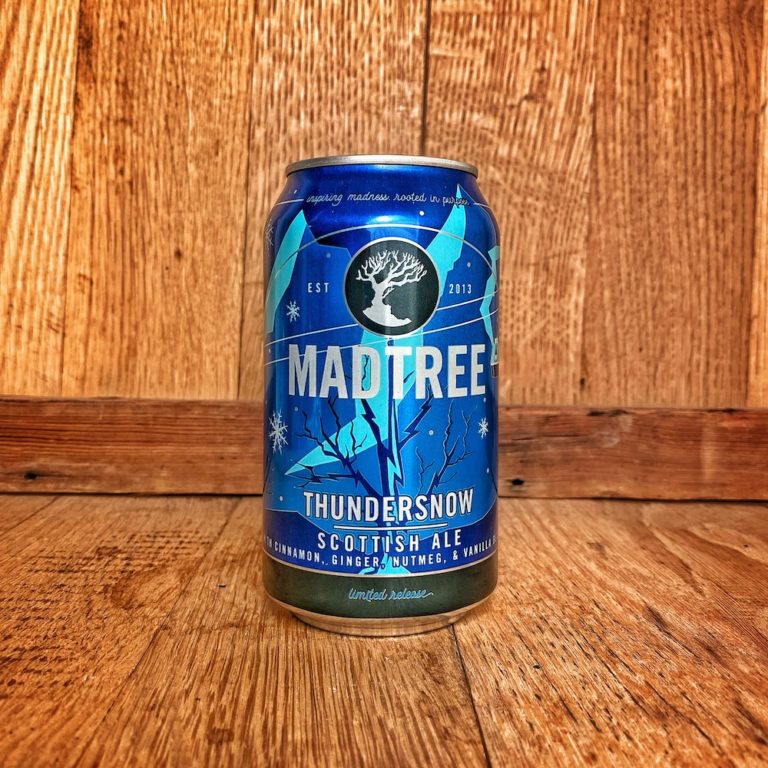 inspiring madness. rooted in purpose.
EST 2013
MADTREE
THUNDERSNOW
SCOTTISH ALE
CINNAMON, GINGER, NUTMEG, & VANILLA
limited release